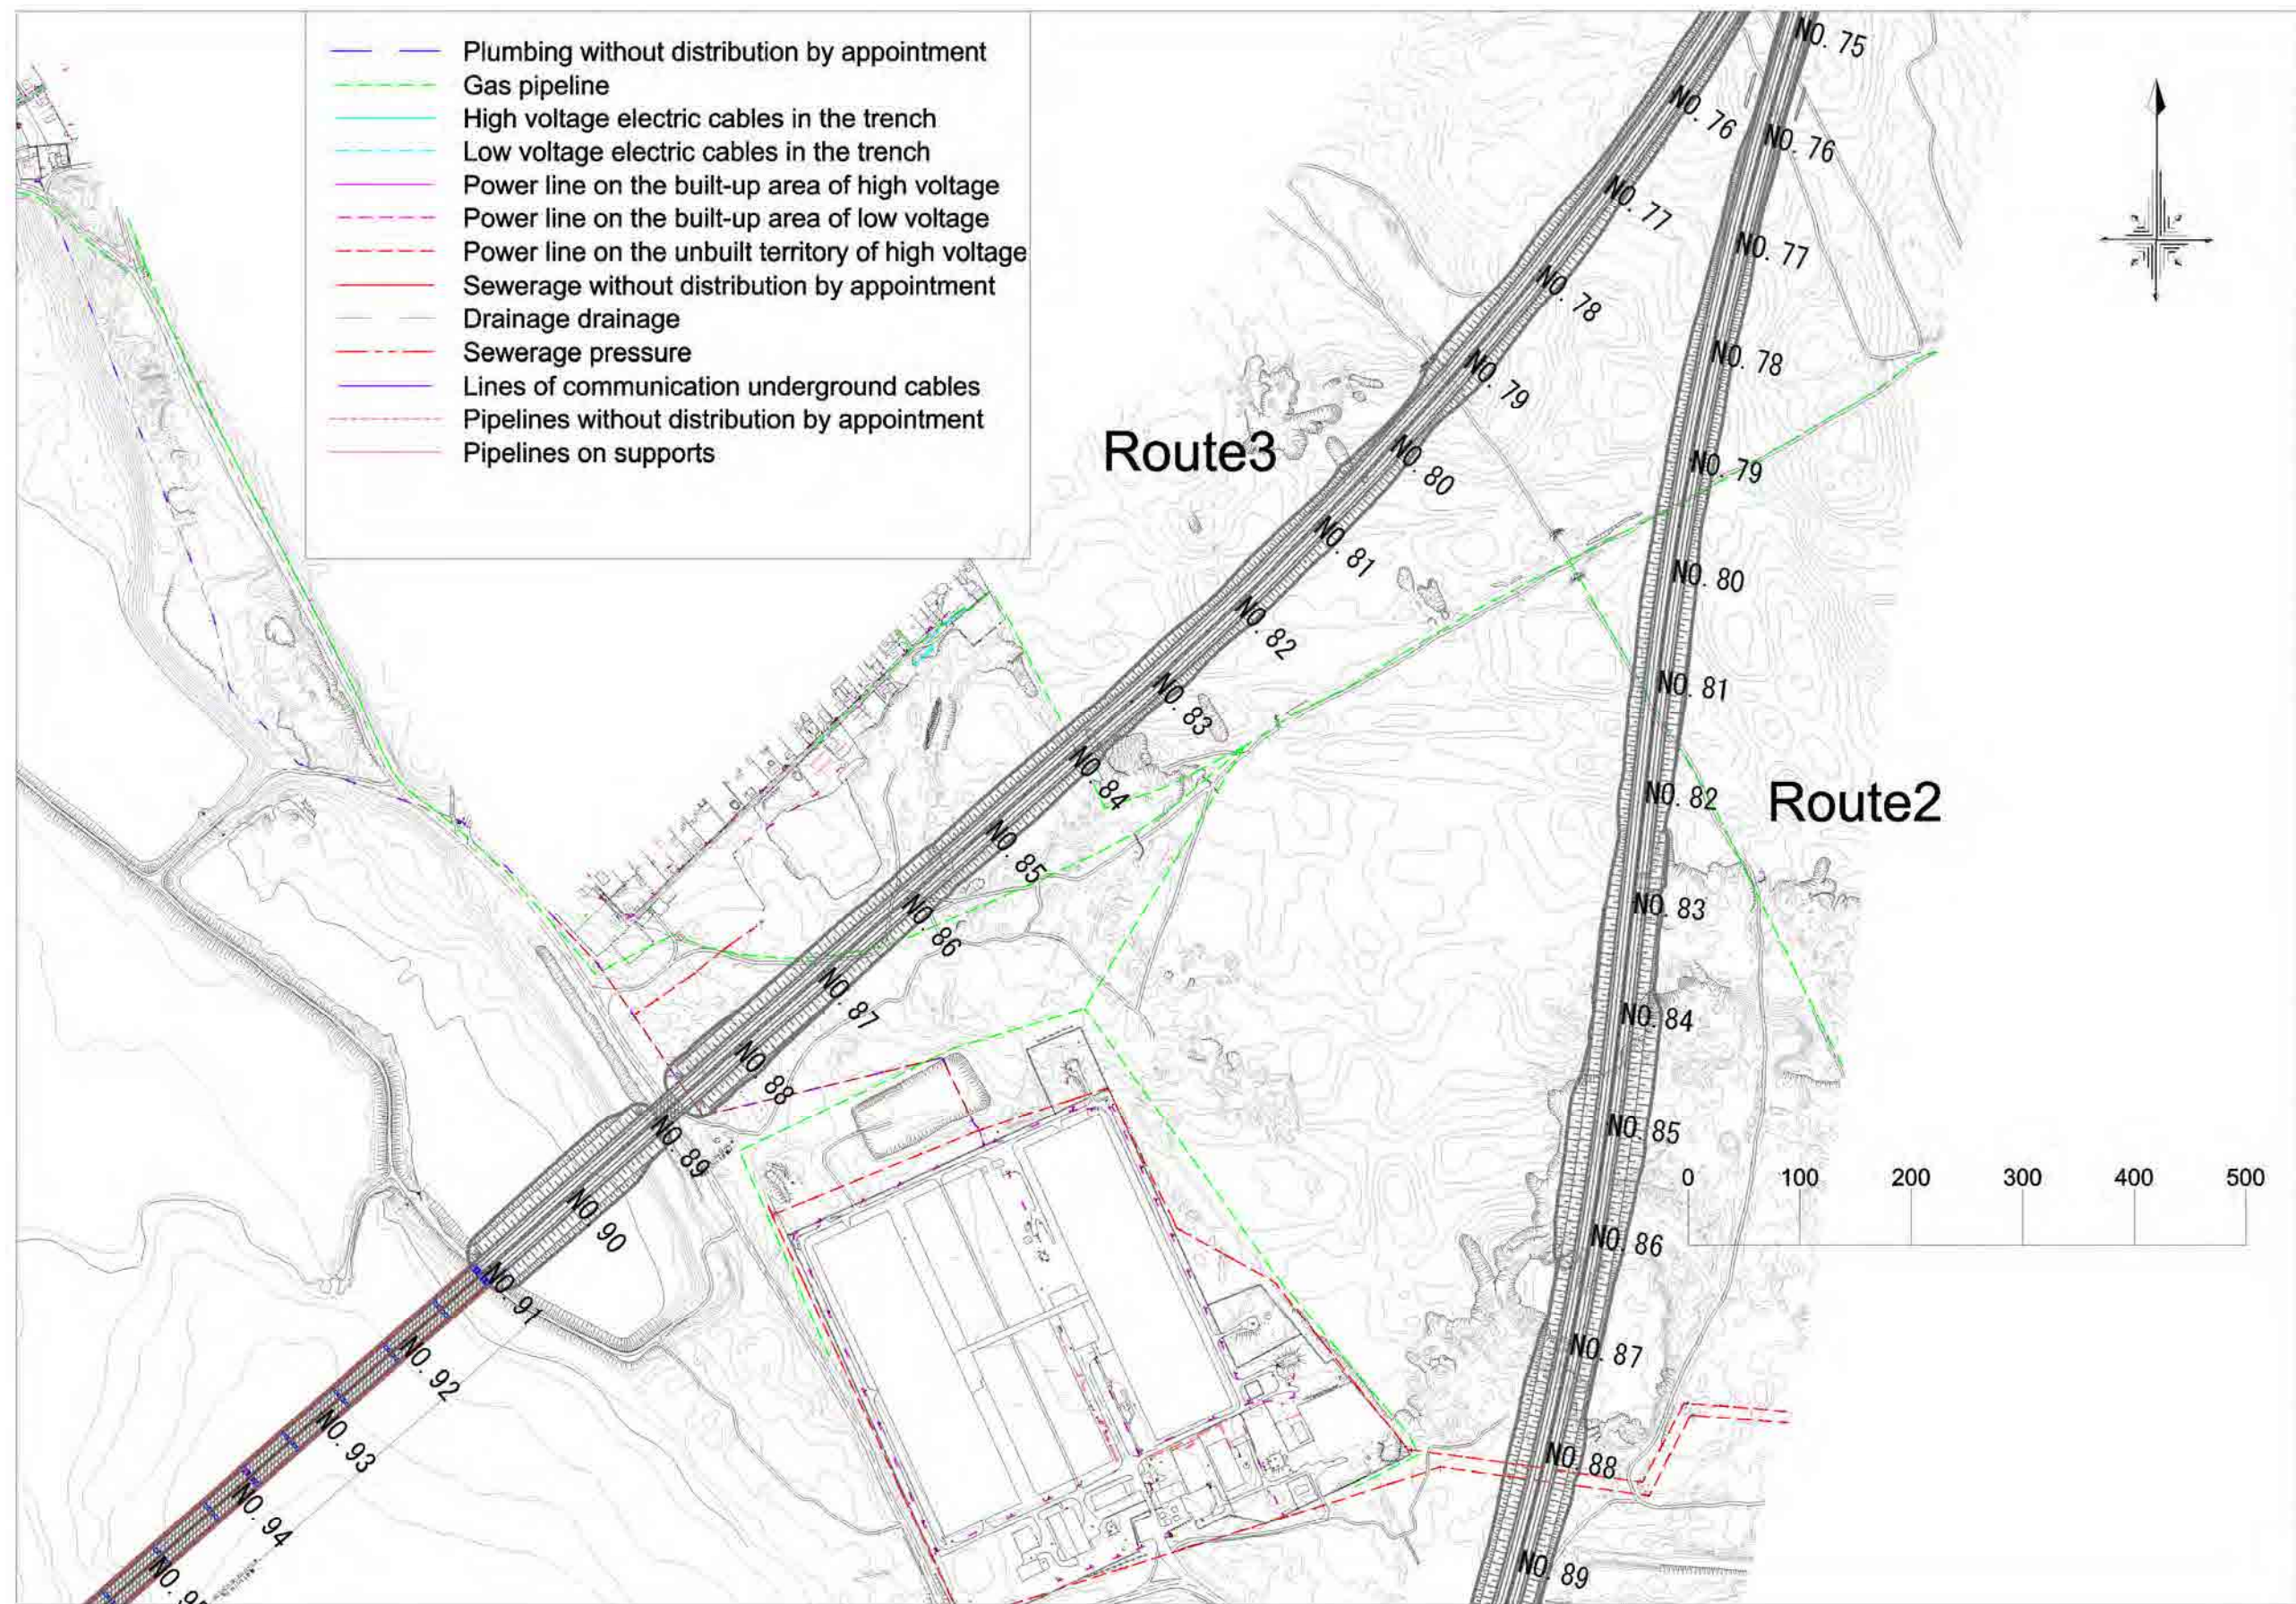 Plumbing without distribution by appointment
Gas pipeline
High voltage electric cables in the trench
Low voltage electric cables in the trench
Power line on the built-up area of high voltage
Power line on the built-up area of low voltage
Power line on the unbuilt territory of high voltage
Sewerage without distribution by appointment
Drainage drainage
Sewerage pressure
Lines of communication underground cables
Pipelines without distribution by appointment
Pipelines on supports
Route3
NO. 76
NO. 77
NO. 78
NO. 79
NO. 80
NO. 81
NO. 82
NO. 83
NO. 84
NO. 85
NO. 86
NO. 87
NO. 88
NO. 89
NO. 90
NO. 91
NO. 92
NO. 93
NO. 94
Route2
NO. 75
NO. 76
NO. 77
NO. 78
NO. 79
NO. 80
NO. 81
NO. 82
NO. 83
NO. 84
NO. 85
NO. 86
NO. 87
NO. 88
NO. 89
0 100 200 300 400 500